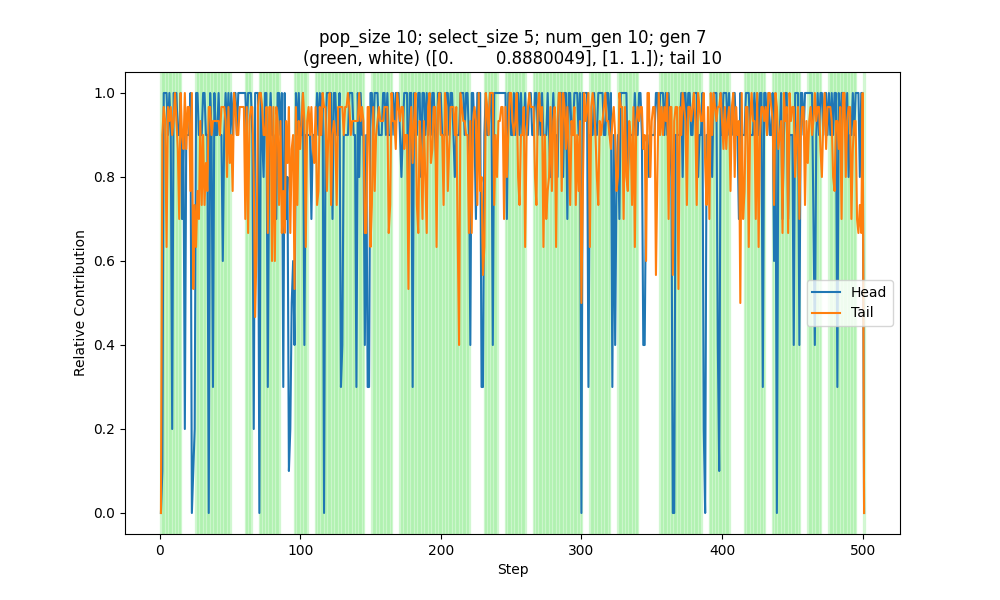 pop_size 10; select_size 5; num_gen 10; gen 7
(green, white) ([0.        0.8880049], [1. 1.]); tail 10
1.0
0.8
0.6
0.4
0.2
0.0
Relative Contribution
Head
Tail
0
100
200
300
400
500
Step